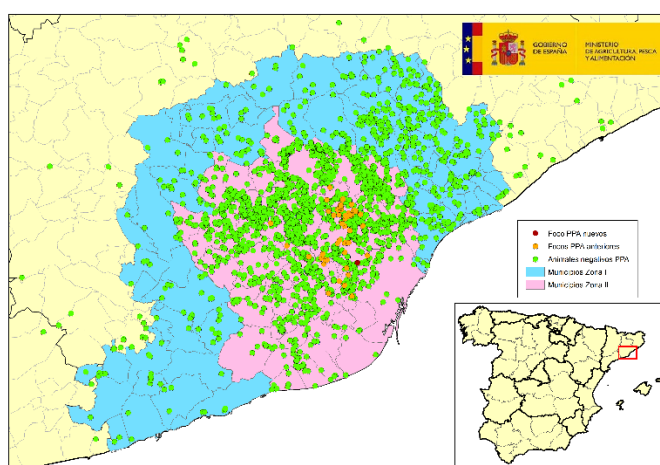 GOBIERNO
DE ESPAÑA
MINISTERIO
DE AGRICULTURA, PESCA
Y ALIMENTACIÓN
Foco PPA nuevos
Focos PPA anteriores
Animales negativos PPA
Municipios Zona I
Municipios Zona II